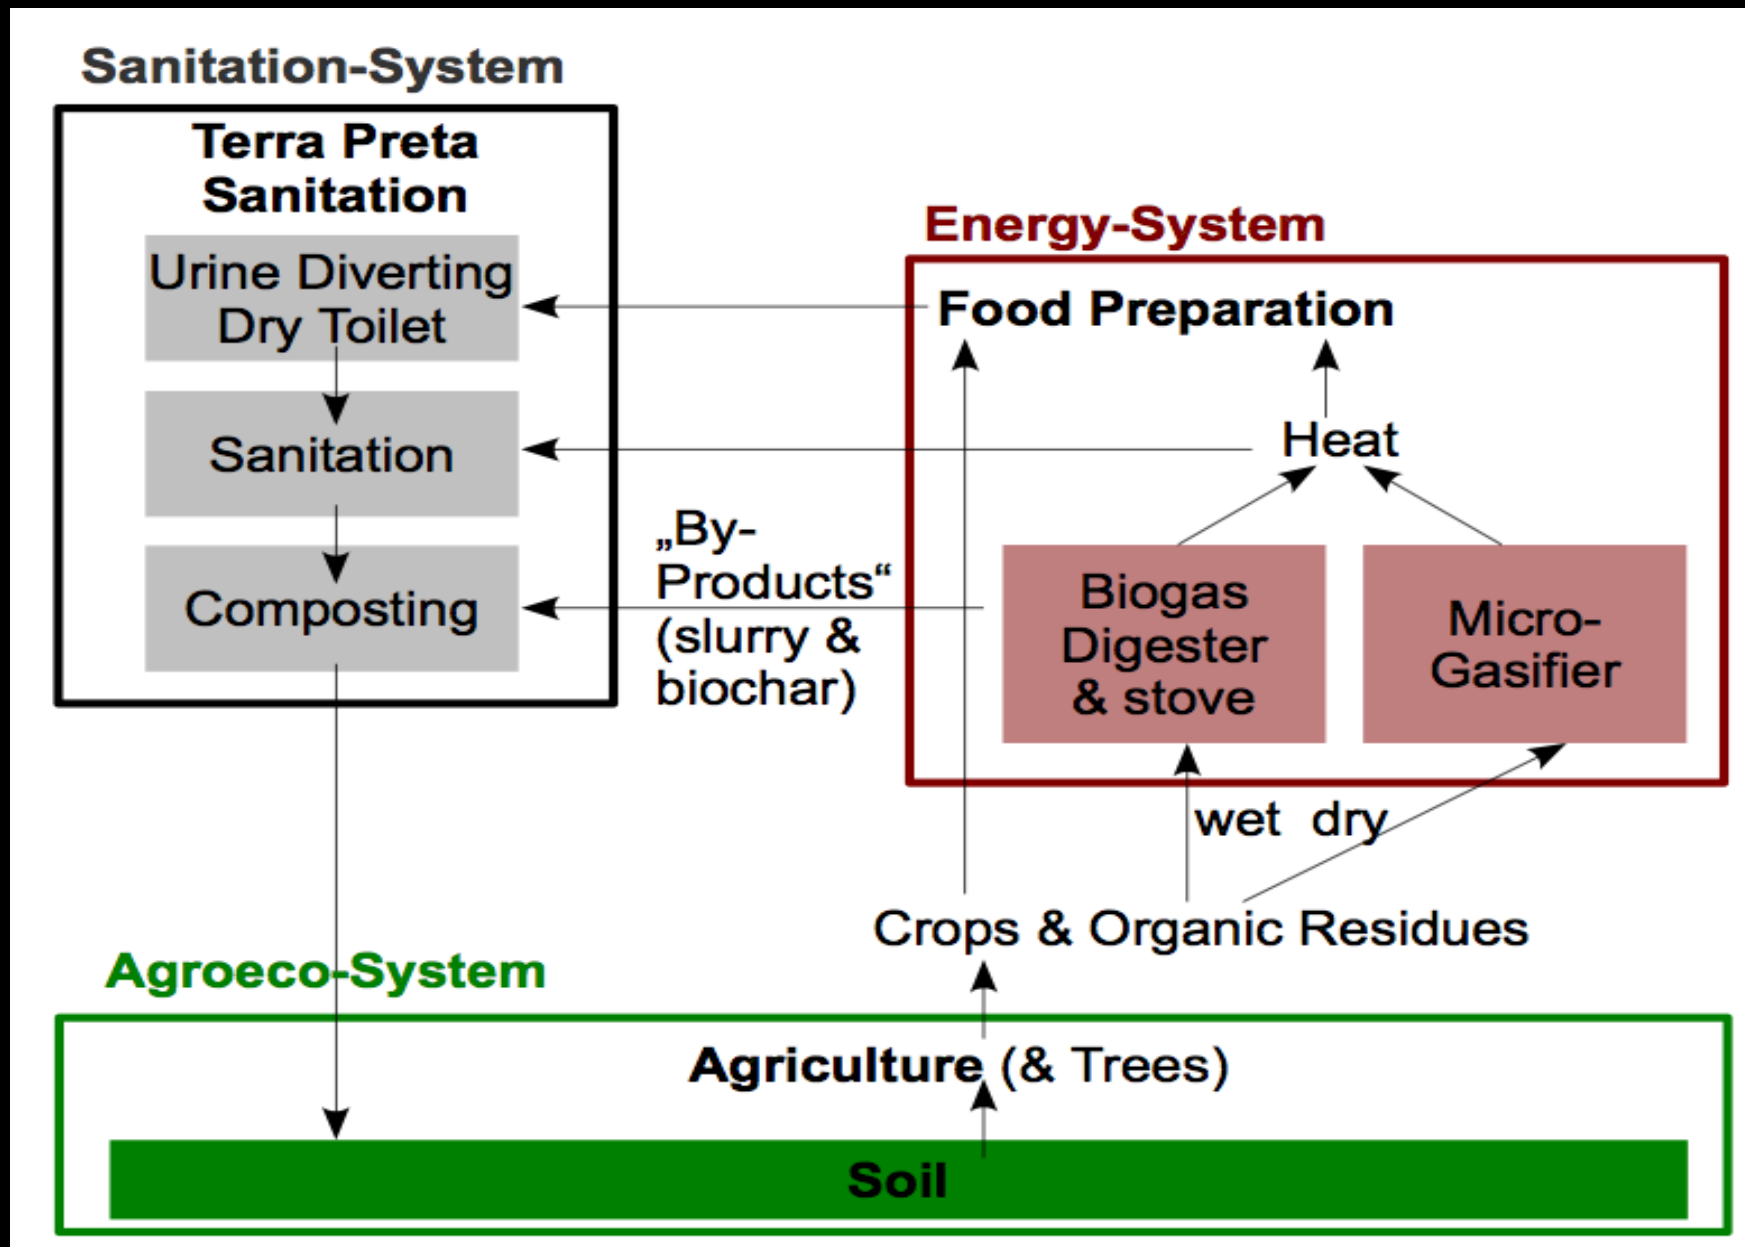 Sanitation-System
Terra Preta
Sanitation
Urine Diverting
Dry Toilet
Sanitation
Composting
„By-
Products“
(slurry &
biochar)
Energy-System
Food Preparation
Heat
Biogas
Digester
& stove
Micro-
Gasifier
wet dry
Crops & Organic Residues
Agroeco-System
Agriculture (& Trees)
Soil